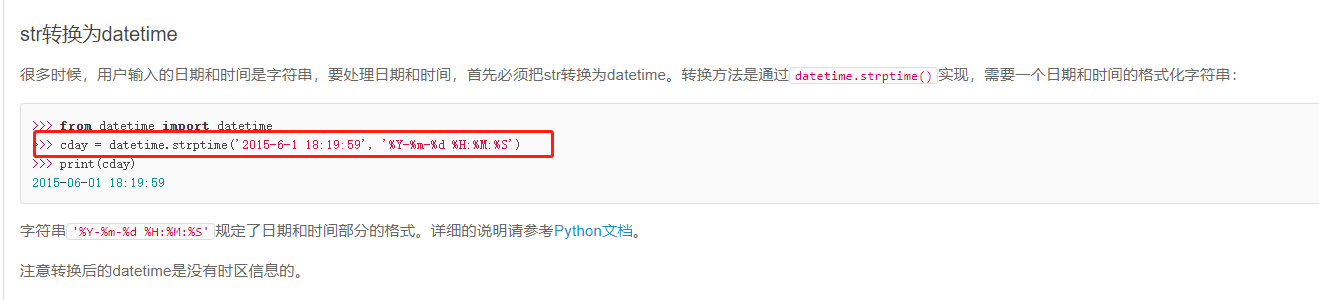 str转换为datetime
很多时候，用户输入的日期和时间是字符串，要处理日期和时间，首先必须把str转换为datetime。转换方法是通过datetime.strptime()实现，需要一个日期和时间的格式化字符串：
>>> from datetime import datetime
>>> cday = datetime.strptime('2015-6-1 18:19:59', '%Y-%m-%d %H:%M:%S')
>>> print(cday)
2015-06-01 18:19:59
字符串'%Y-%m-%d %H:%M:%S'规定了日期和时间部分的格式。详细的说明请参考Python文档。
注意转换后的datetime是没有时区信息的。